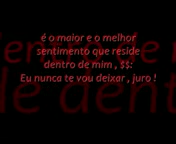 é o maior e o melhor
sentimento que reside
dentro de mim , $$:
Eu nunca te vou deixar , juro !